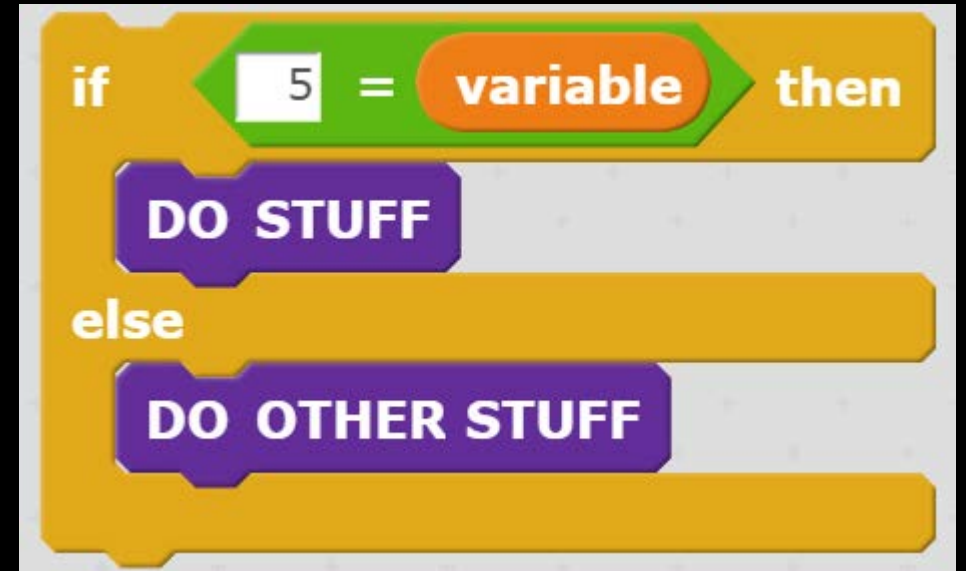 if 5 = variable then
DO STUFF
else
DO OTHER STUFF